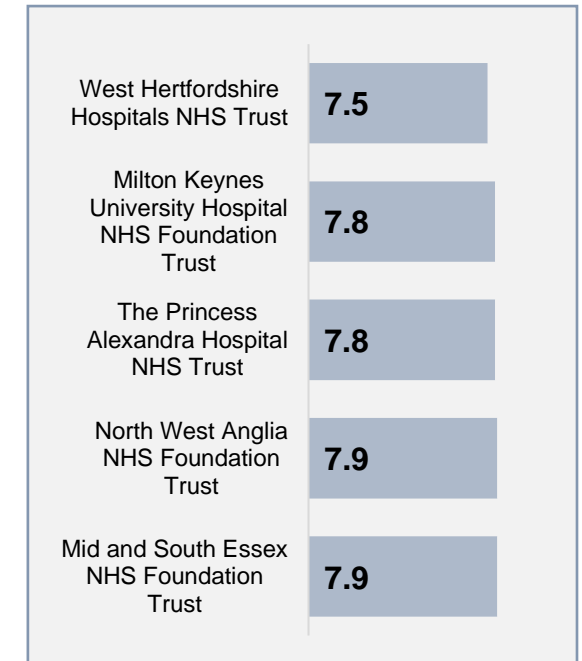 West Hertfordshire
Hospitals NHS Trust
7.5
Milton Keynes
University Hospital
NHS Foundation
Trust
7.8
The Princess
Alexandra Hospital
NHS Trust
7.8
North West Anglia
NHS Foundation
Trust
7.9
Mid and South Essex
NHS Foundation
Trust
7.9